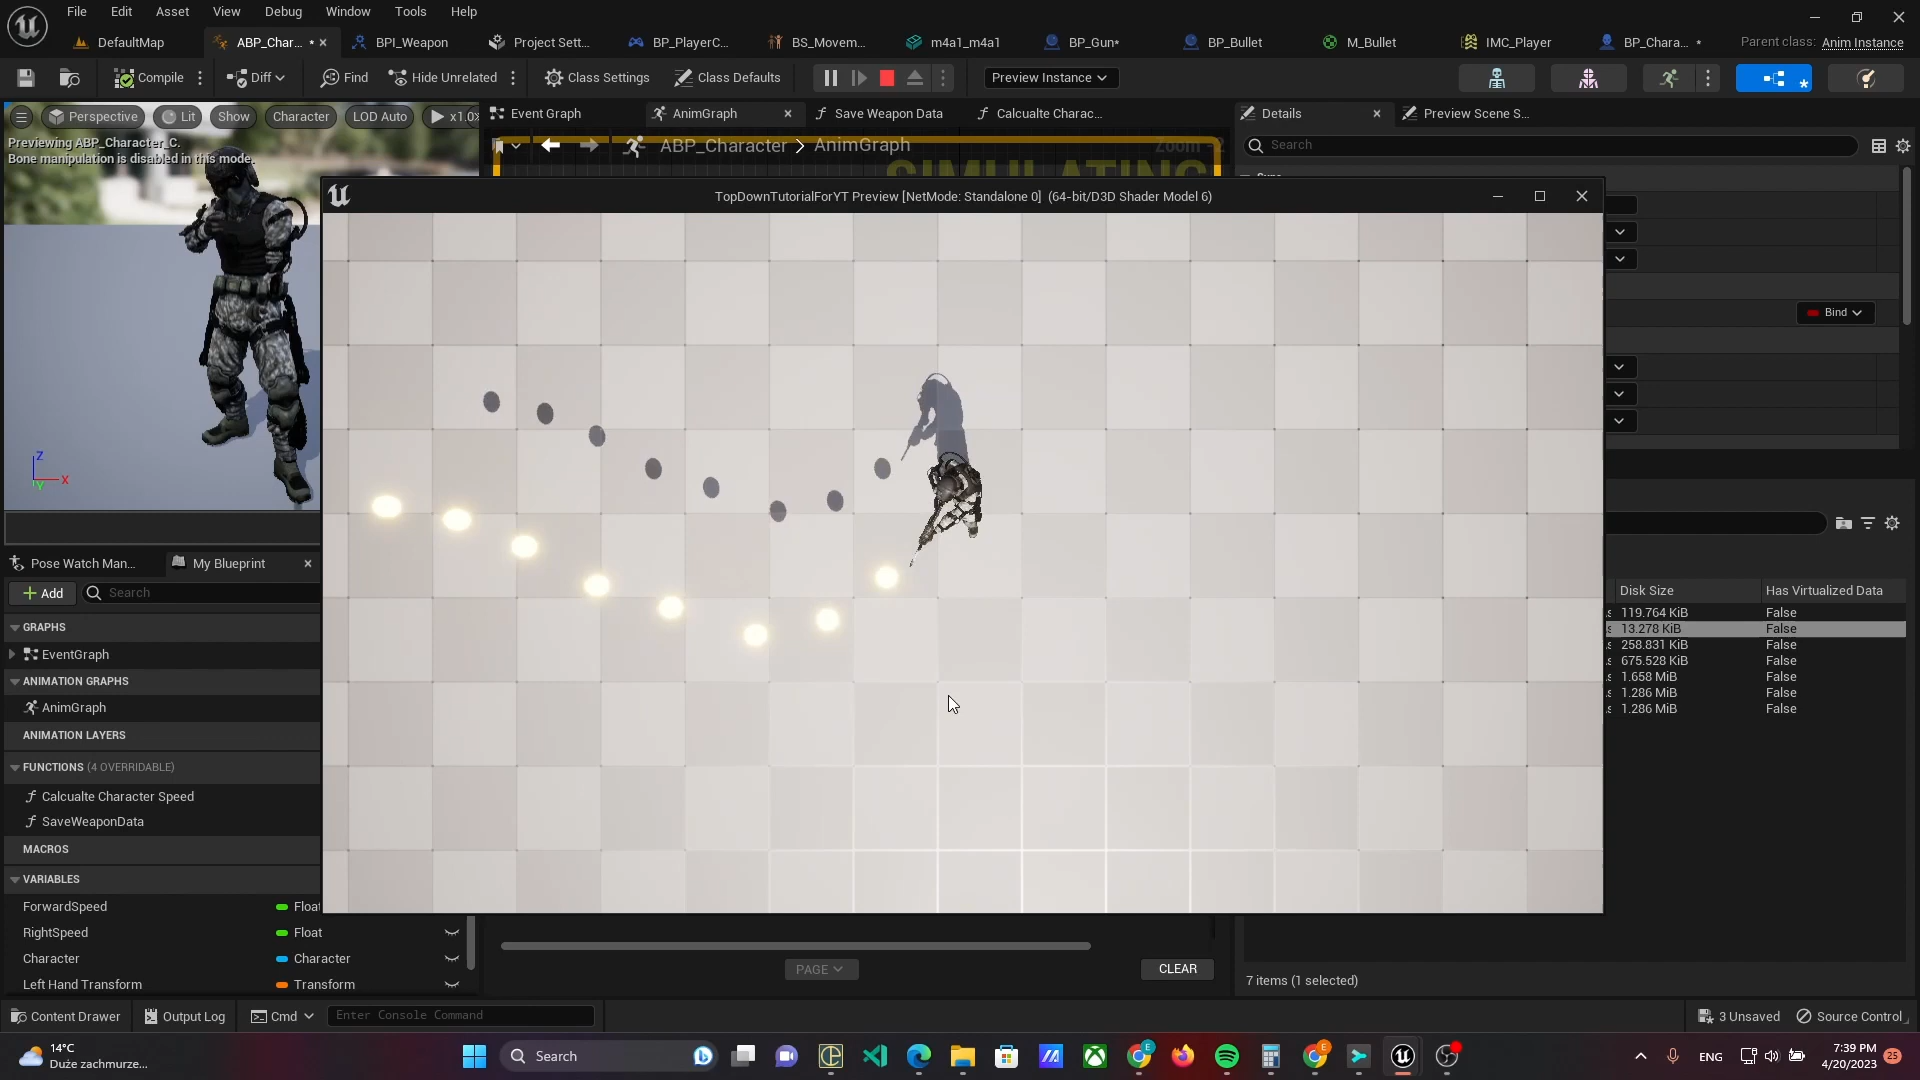 File Edit Asset View Debug Window Tools Help
DefaultMap ABP_Char... * BPI_Weapon Project Sett... BP_PlayerC... BS_Movem... m4a1_m4a1 BP_Gun* BP_Bullet M_Bullet IMC_Player BP_Chara... * Parent class: Anim Instance
Compile Diff Find Hide Unrelated Class Settings Class Defaults Preview Instance
Perspective Lit Show Character LOD Auto x1.0
Event Graph AnimGraph Save Weapon Data Calcualte Charac... Details Preview Scene S...
Previewing ABP_Character_C.
Bone manipulation is disabled in this mode.
ABP_Character > AnimGraph Zoom -2
Search
SIMULATING
TopDownTutorialForYT Preview [NetMode: Standalone 0] (64-bit/D3D Shader Model 6)
Bind
Z
X
Y
Pose Watch Man... My Blueprint
Add Search
Disk Size Has Virtualized Data
119.764 KiB False
13.278 KiB False
258.831 KiB False
675.528 KiB False
1.658 MiB False
1.286 MiB False
1.286 MiB False
GRAPHS
EventGraph
ANIMATION GRAPHS
AnimGraph
ANIMATION LAYERS
FUNCTIONS (4 OVERRIDABLE)
Calcualte Character Speed
SaveWeaponData
MACROS
VARIABLES
ForwardSpeed Float
RightSpeed Float
Character Character
Left Hand Transform Transform
PAGE CLEAR
7 items (1 selected)
Content Drawer Output Log Cmd Enter Console Command 3 Unsaved Source Control
14°C
Duże zachmurze...
Search
ENG
7:39 PM
4/20/2023
25